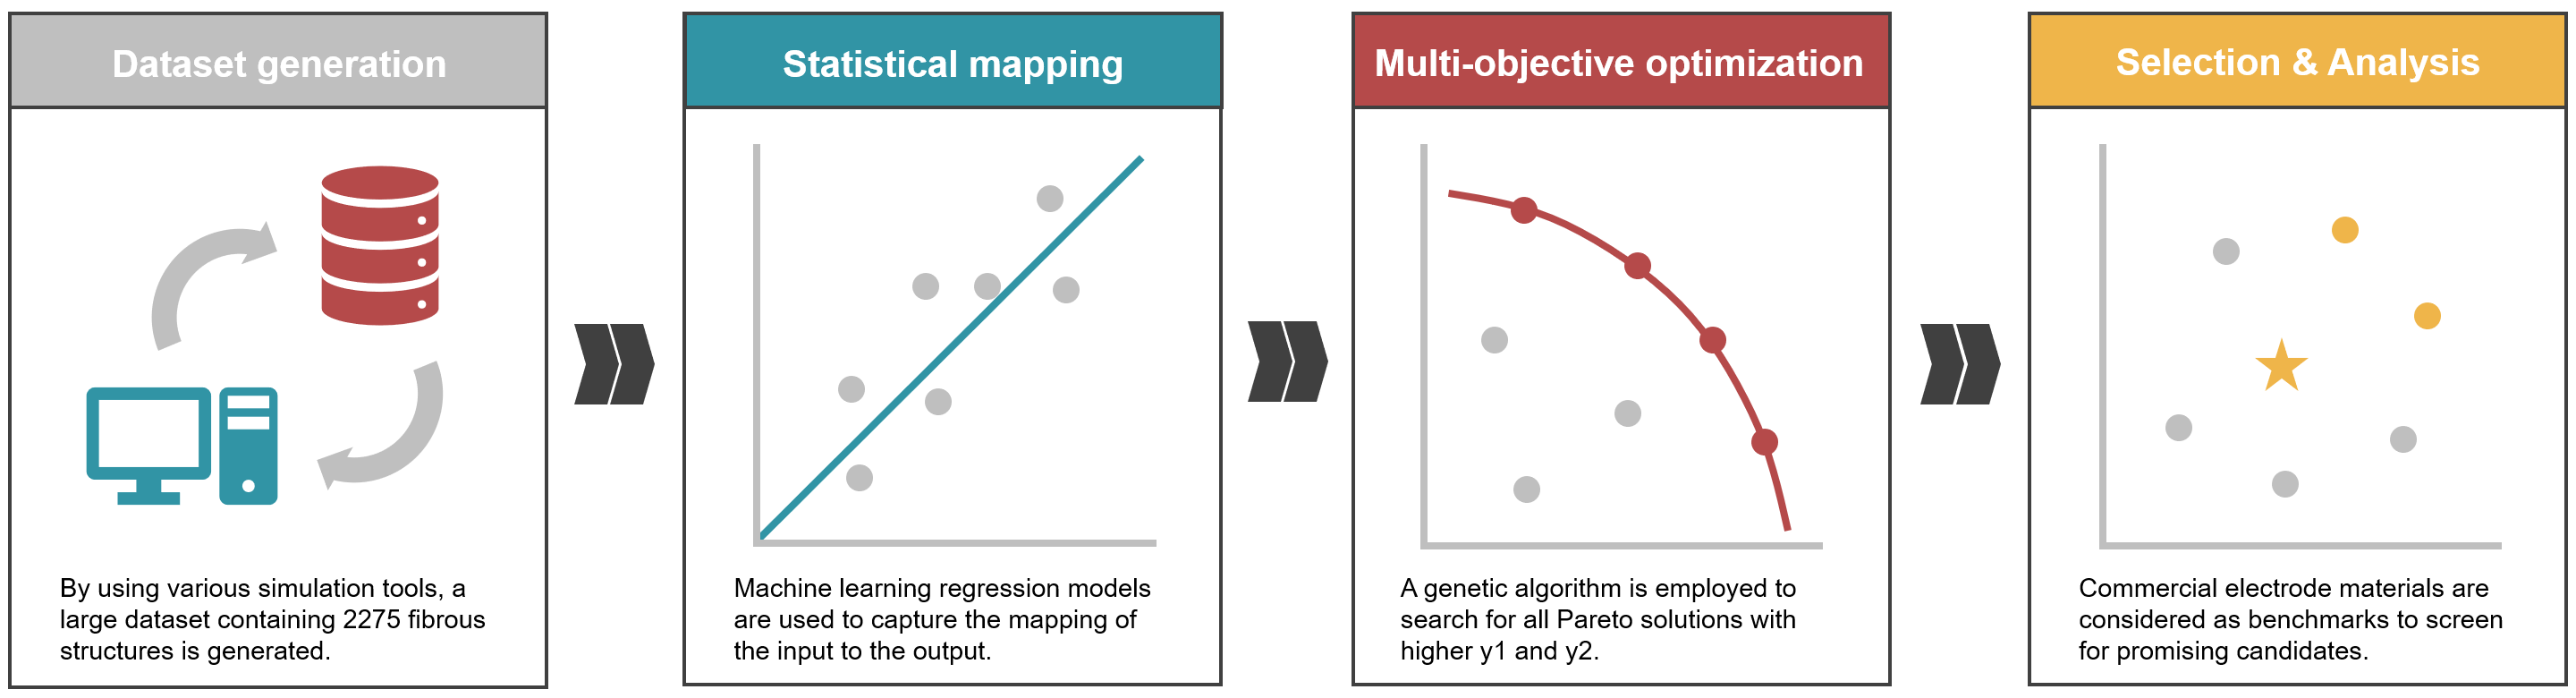 Dataset generation
By using various simulation tools, a
large dataset containing 2275 fibrous
structures is generated.
Statistical mapping
Machine learning regression models
are used to capture the mapping of
the input to the output.
Multi-objective optimization
A genetic algorithm is employed to
search for all Pareto solutions with
higher y1 and y2.
Selection & Analysis
Commercial electrode materials are
considered as benchmarks to screen
for promising candidates.